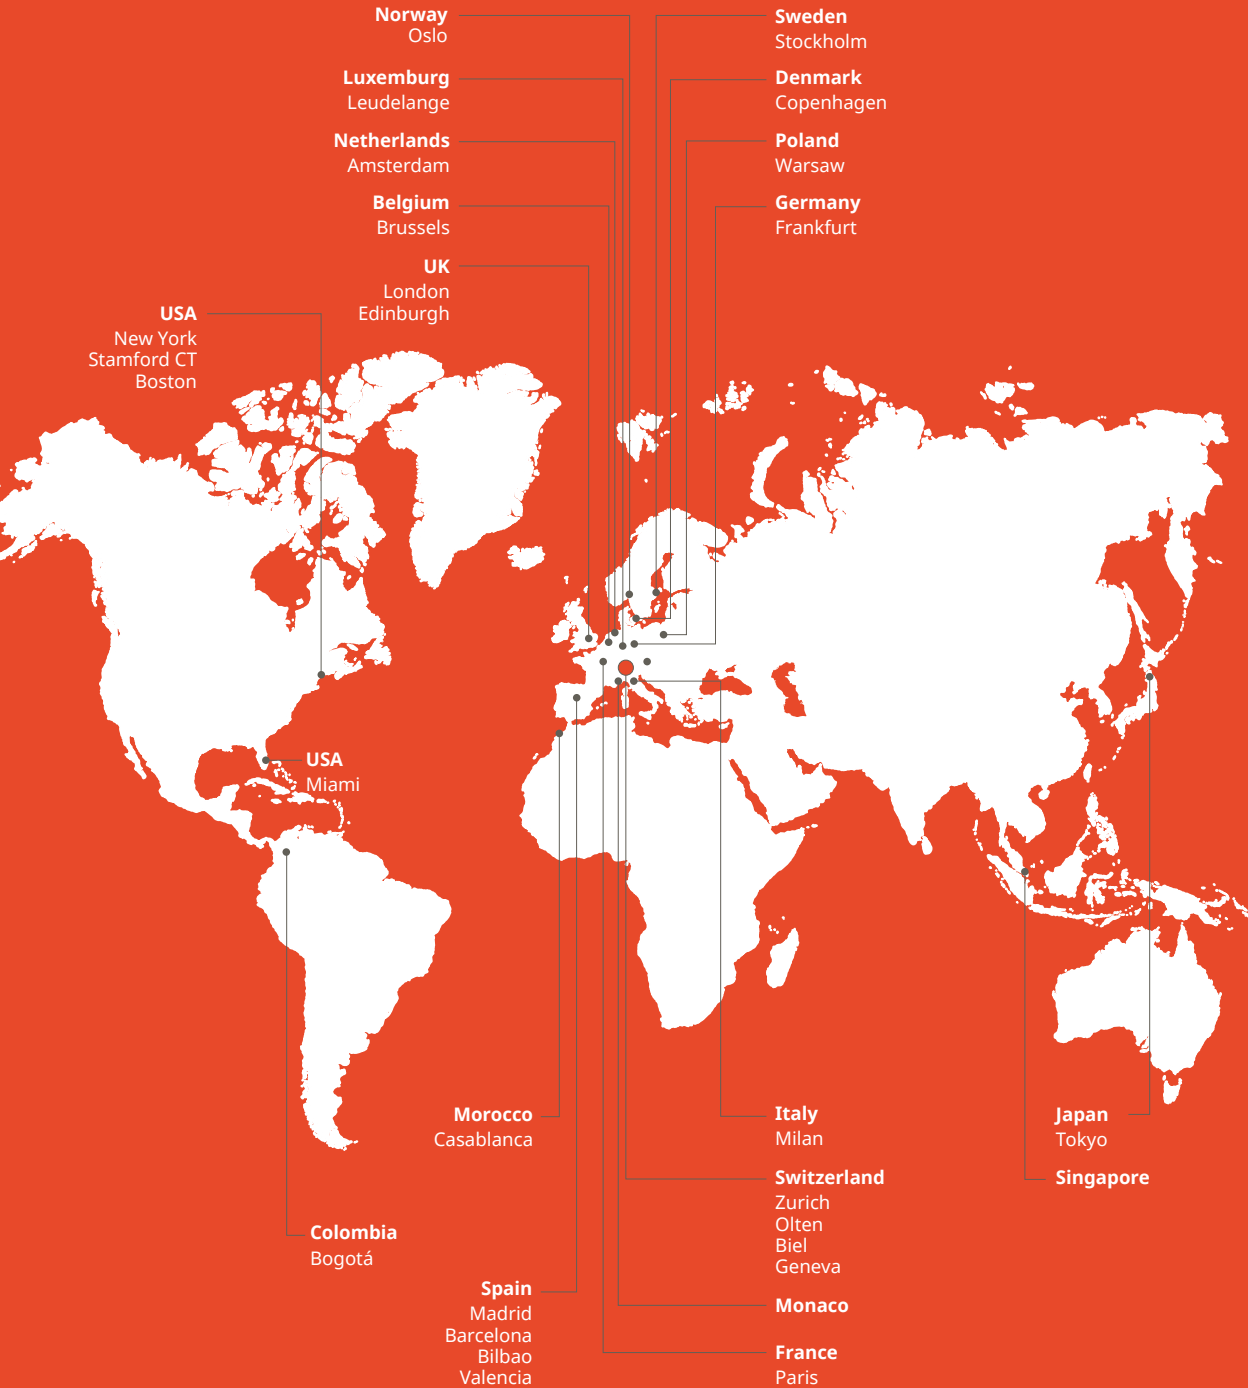 Norway
Oslo
Luxemburg
Leudelange
Netherlands
Amsterdam
Belgium
Brussels
UK
London
Edinburgh
USA
New York
Stamford CT
Boston
Sweden
Stockholm
Denmark
Copenhagen
Poland
Warsaw
Germany
Frankfurt
USA
Miami
Morocco
Casablanca
Colombia
Bogotá
Spain
Madrid
Barcelona
Bilbao
Valencia
Italy
Milan
Switzerland
Zurich
Olten
Biel
Geneva
Monaco
France
Paris
Japan
Tokyo
Singapore